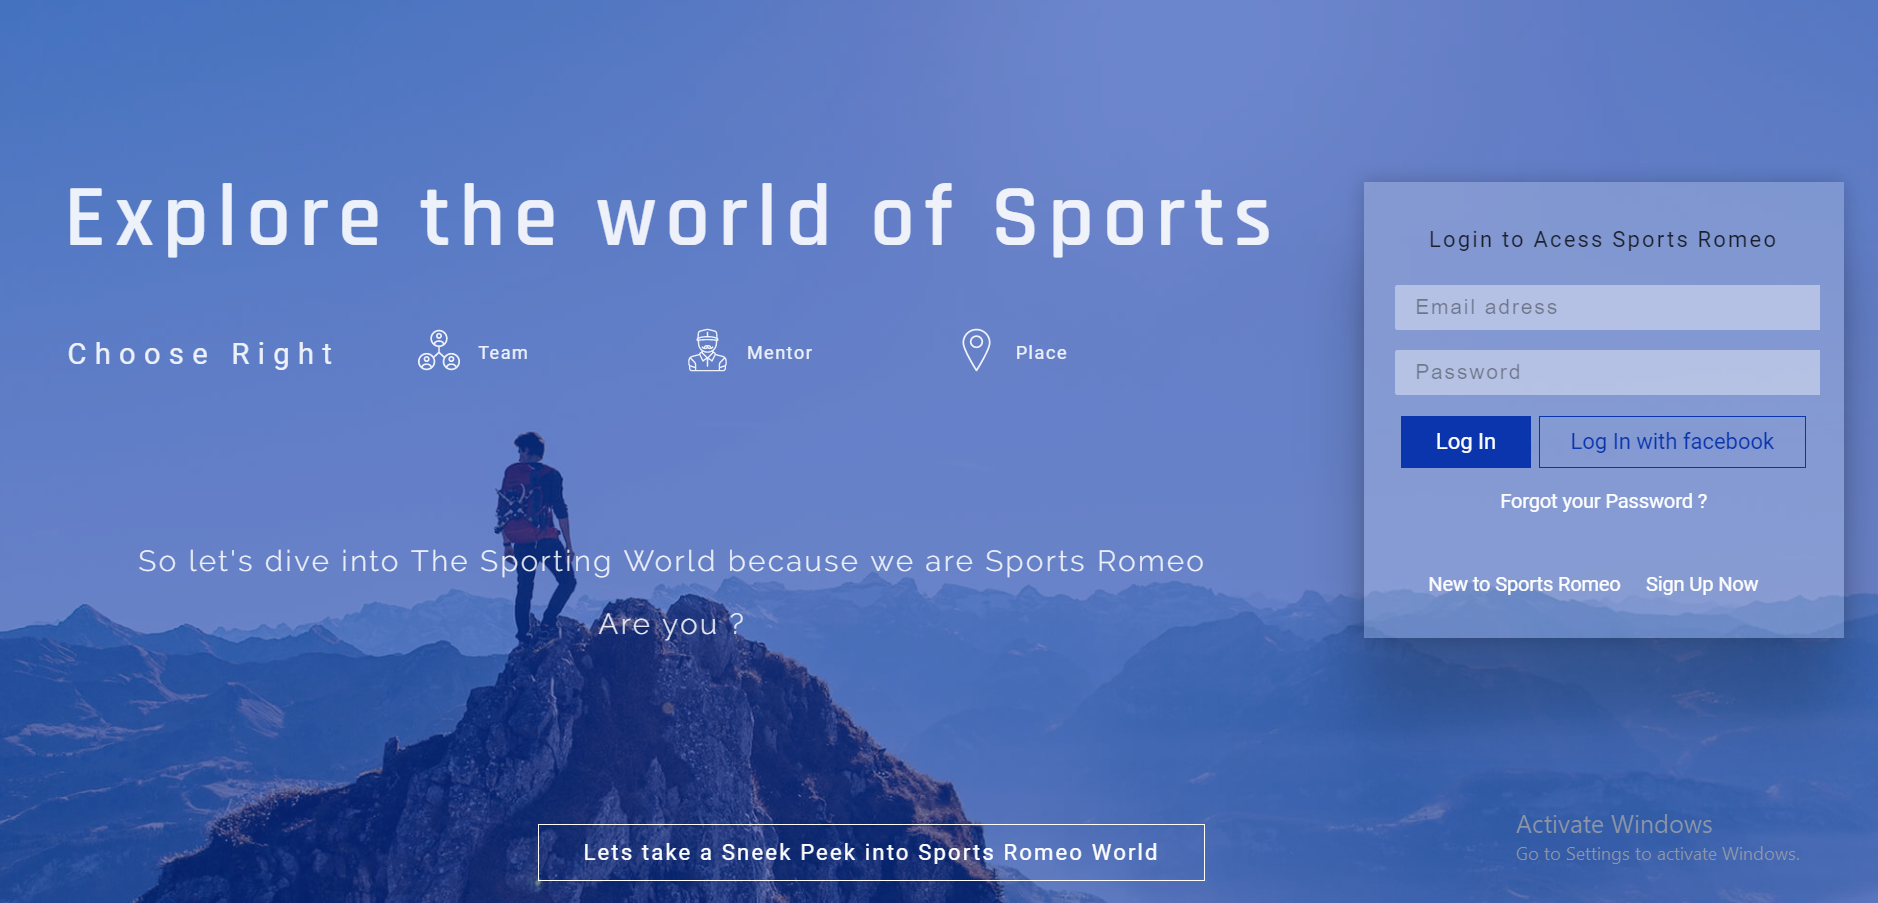 Explore the world of Sports
Choose Right
Team
Mentor
Place
So let's dive into The Sporting World because we are Sports Romeo
Are you ?
Lets take a Sneek Peek into Sports Romeo World
Login to Acess Sports Romeo
Email adress
Password
Log In
Log In with facebook
Forgot your Password ?
New to Sports Romeo Sign Up Now
Activate Windows
Go to Settings to activate Windows.